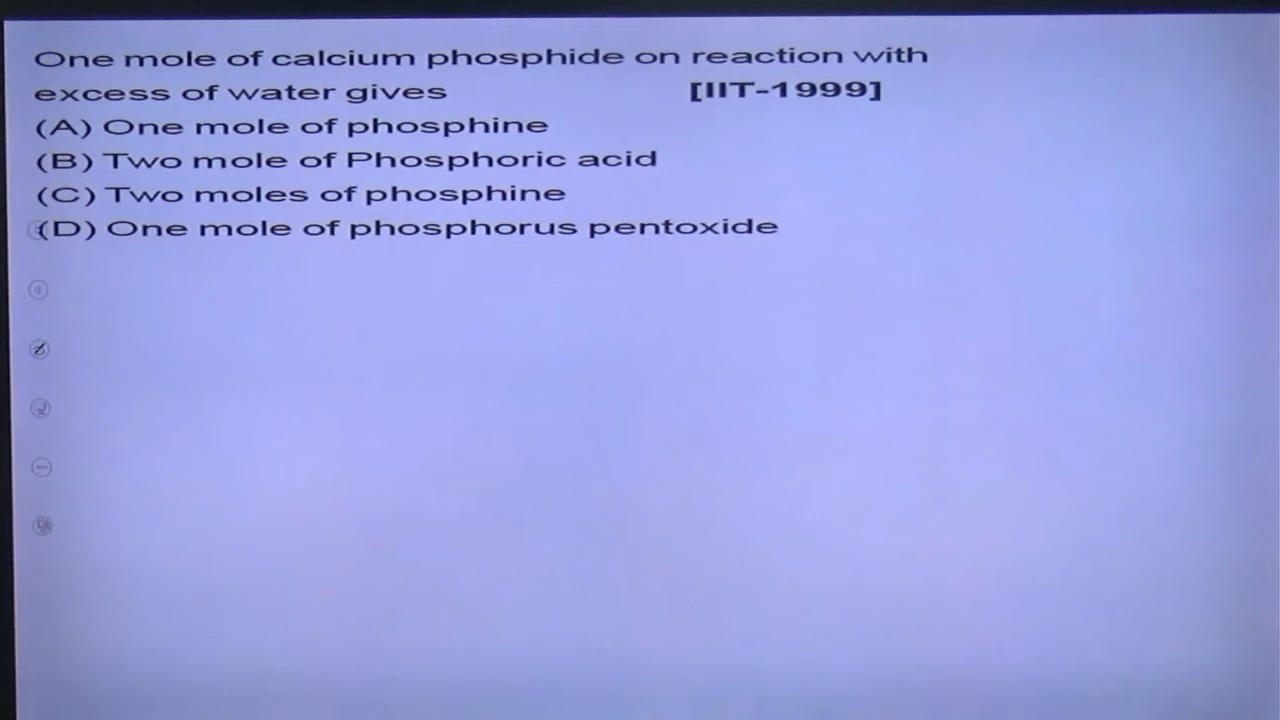 One mole of calcium phosphide on reaction with
excess of water gives [IIT-1999]
(A) One mole of phosphine
(B) Two mole of Phosphoric acid
(C) Two moles of phosphine
(D) One mole of phosphorus pentoxide